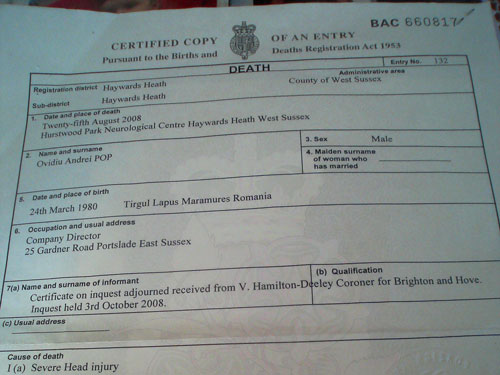 BAC 660817
CERTIFIED COPY OF AN ENTRY
Pursuant to the Births and Deaths Registration Act 1953
DEATH
Entry No. 132
Registration district Haywards Heath
Administrative area
County of West Sussex
Sub-district Haywards Heath
1. Date and place of death
Twenty-fifth August 2008
Hurstwood Park Neurological Centre Haywards Heath West Sussex
2. Name and surname
Ovidiu Andrei POP
3. Sex Male
4. Maiden surname
of woman who
has married
5. Date and place of birth
24th March 1980 Tirgul Lapus Maramures Romania
6. Occupation and usual address
Company Director
25 Gardner Road Portslade East Sussex
7(a) Name and surname of informant
(b) Qualification
Certificate on inquest adjourned received from V. Hamilton-Deeley Coroner for Brighton and Hove.
Inquest held 3rd October 2008.
(c) Usual address
Cause of death
I (a) Severe Head injury